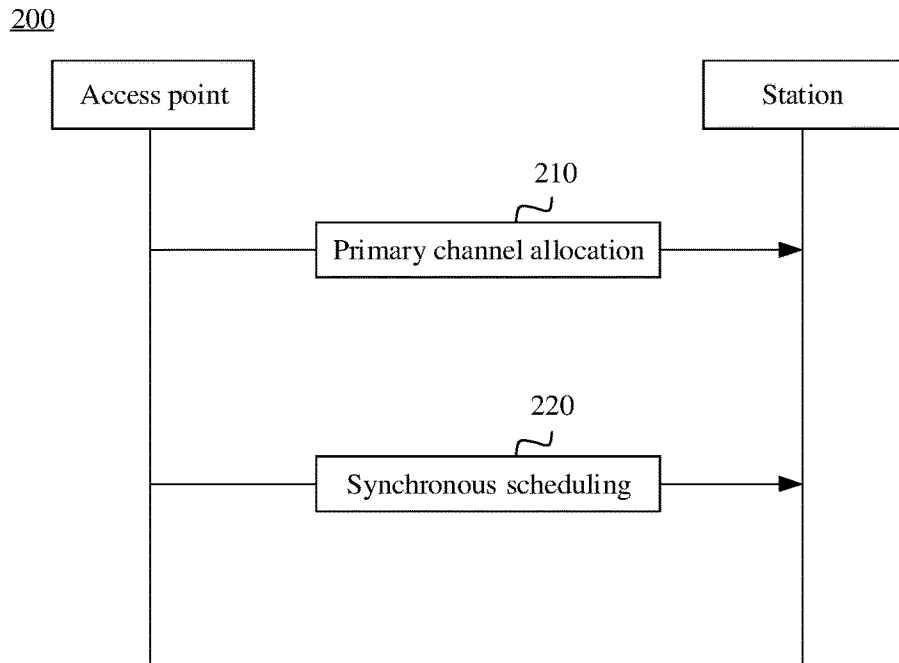 200
Access point
Station
210
Primary channel allocation
220
Synchronous scheduling